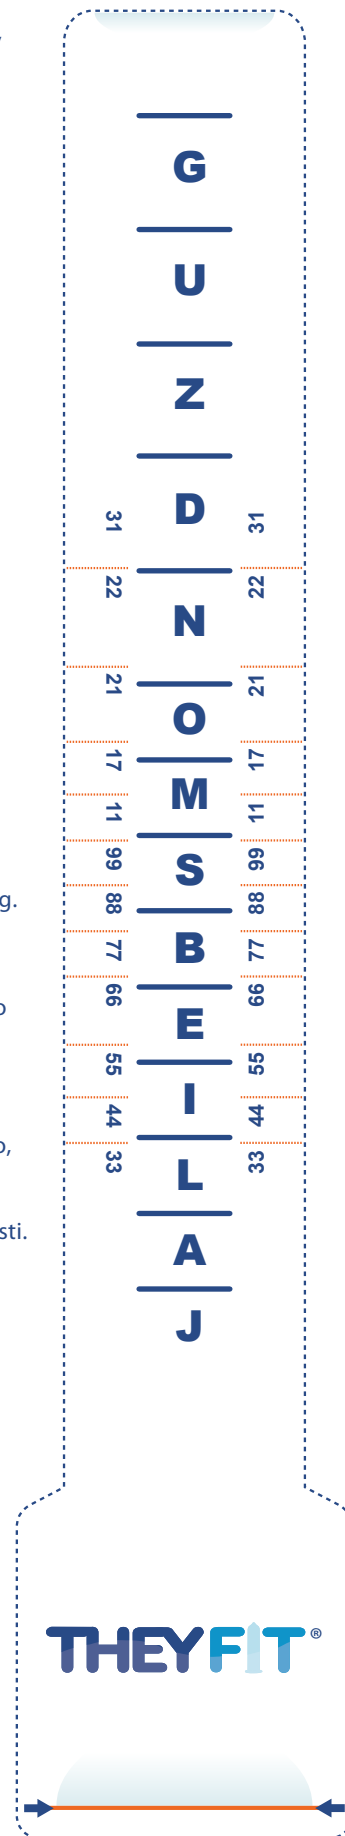 G
U
Z
31 D 31
22 N 22
21 O 21
17 M 17
11 11
99 S 99
88 88
g.
77 B 77
66 E 66
o
55 I 55
44 44
o,
33 L 33
sti.
A
J
THEYFIT®